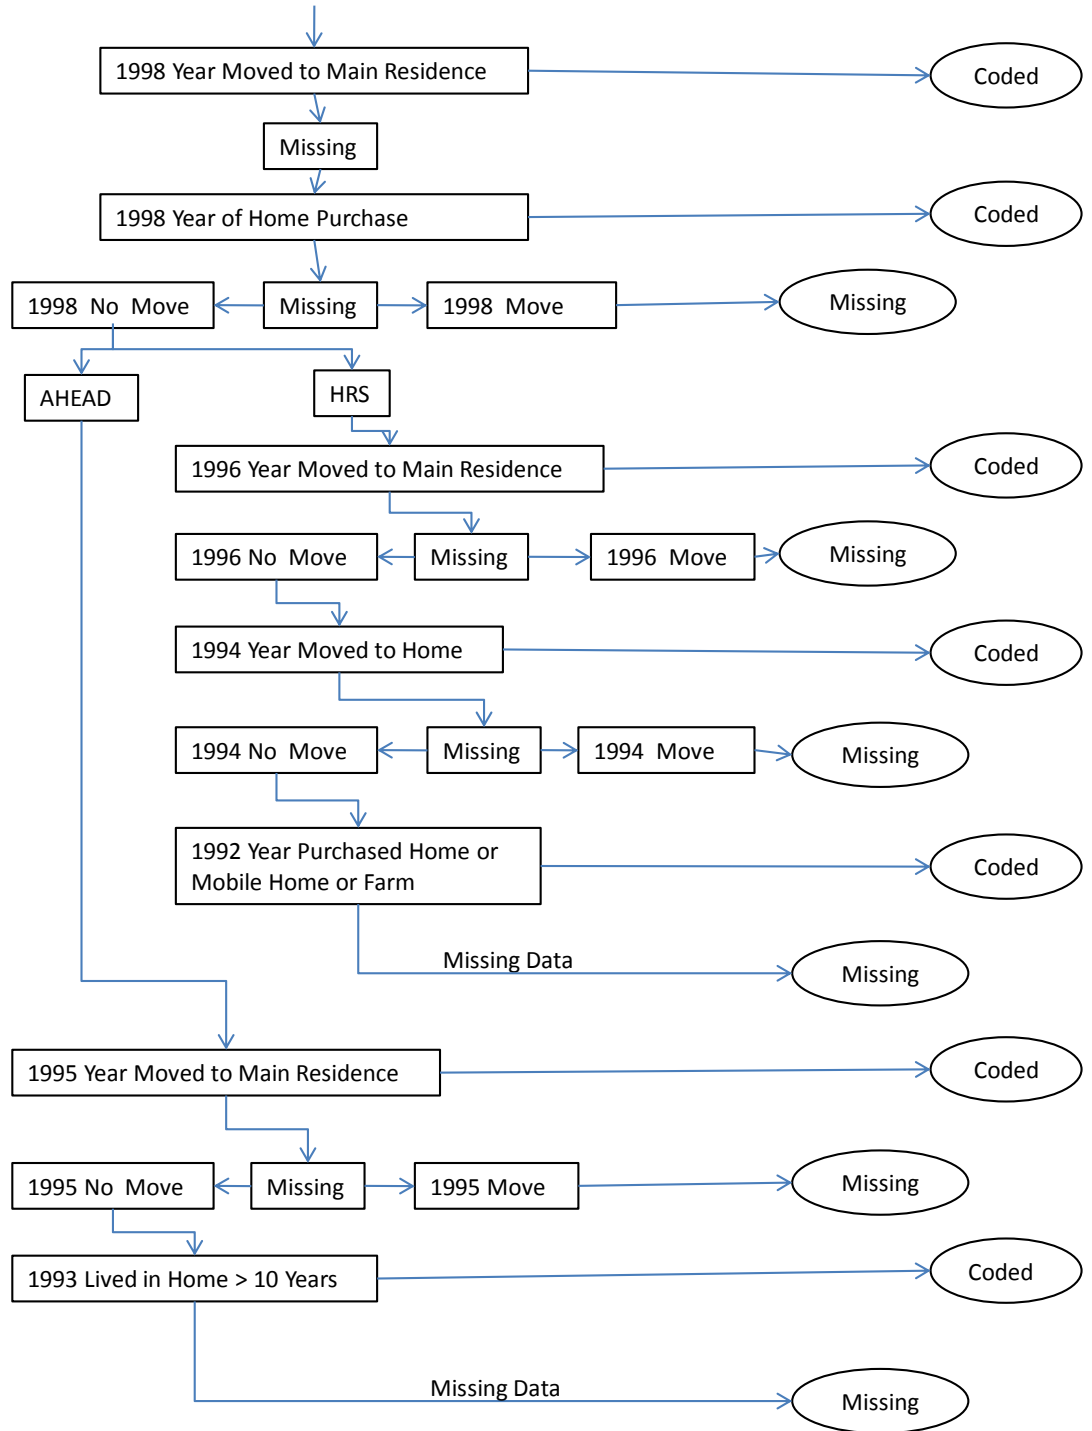 1998 Year Moved to Main Residence
Coded
Missing
1998 Year of Home Purchase
Coded
1998  No  Move
Missing
1998  Move
Missing
AHEAD
HRS
1996 Year Moved to Main Residence
Coded
1996 No  Move
Missing
1996  Move
Missing
1994 Year Moved to Home
Coded
1994 No  Move
Missing
1994  Move
Missing
1992 Year Purchased Home or
Mobile Home or Farm
Coded
Missing Data
Missing
1995 Year Moved to Main Residence
Coded
1995 No  Move
Missing
1995 Move
Missing
1993 Lived in Home > 10 Years
Coded
Missing Data
Missing